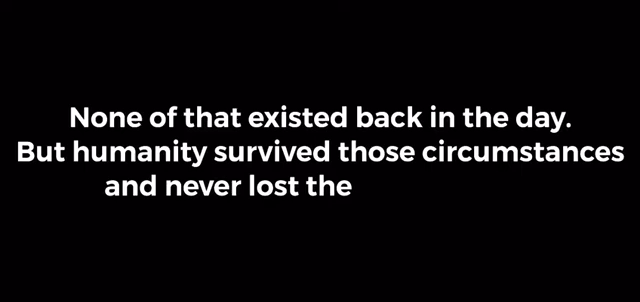 None of that existed back in the day.
But humanity survived those circumstances
and never lost the